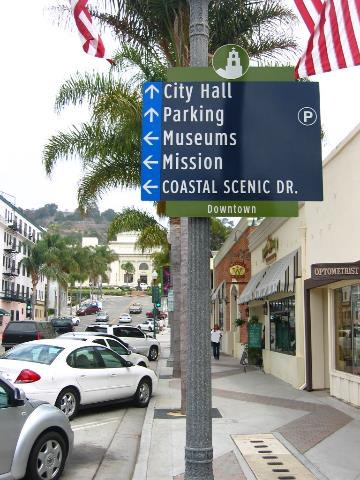 City Hall
Parking
P
Museums
Mission
COASTAL SCENIC DR.
Downtown
OPTOMETRIST